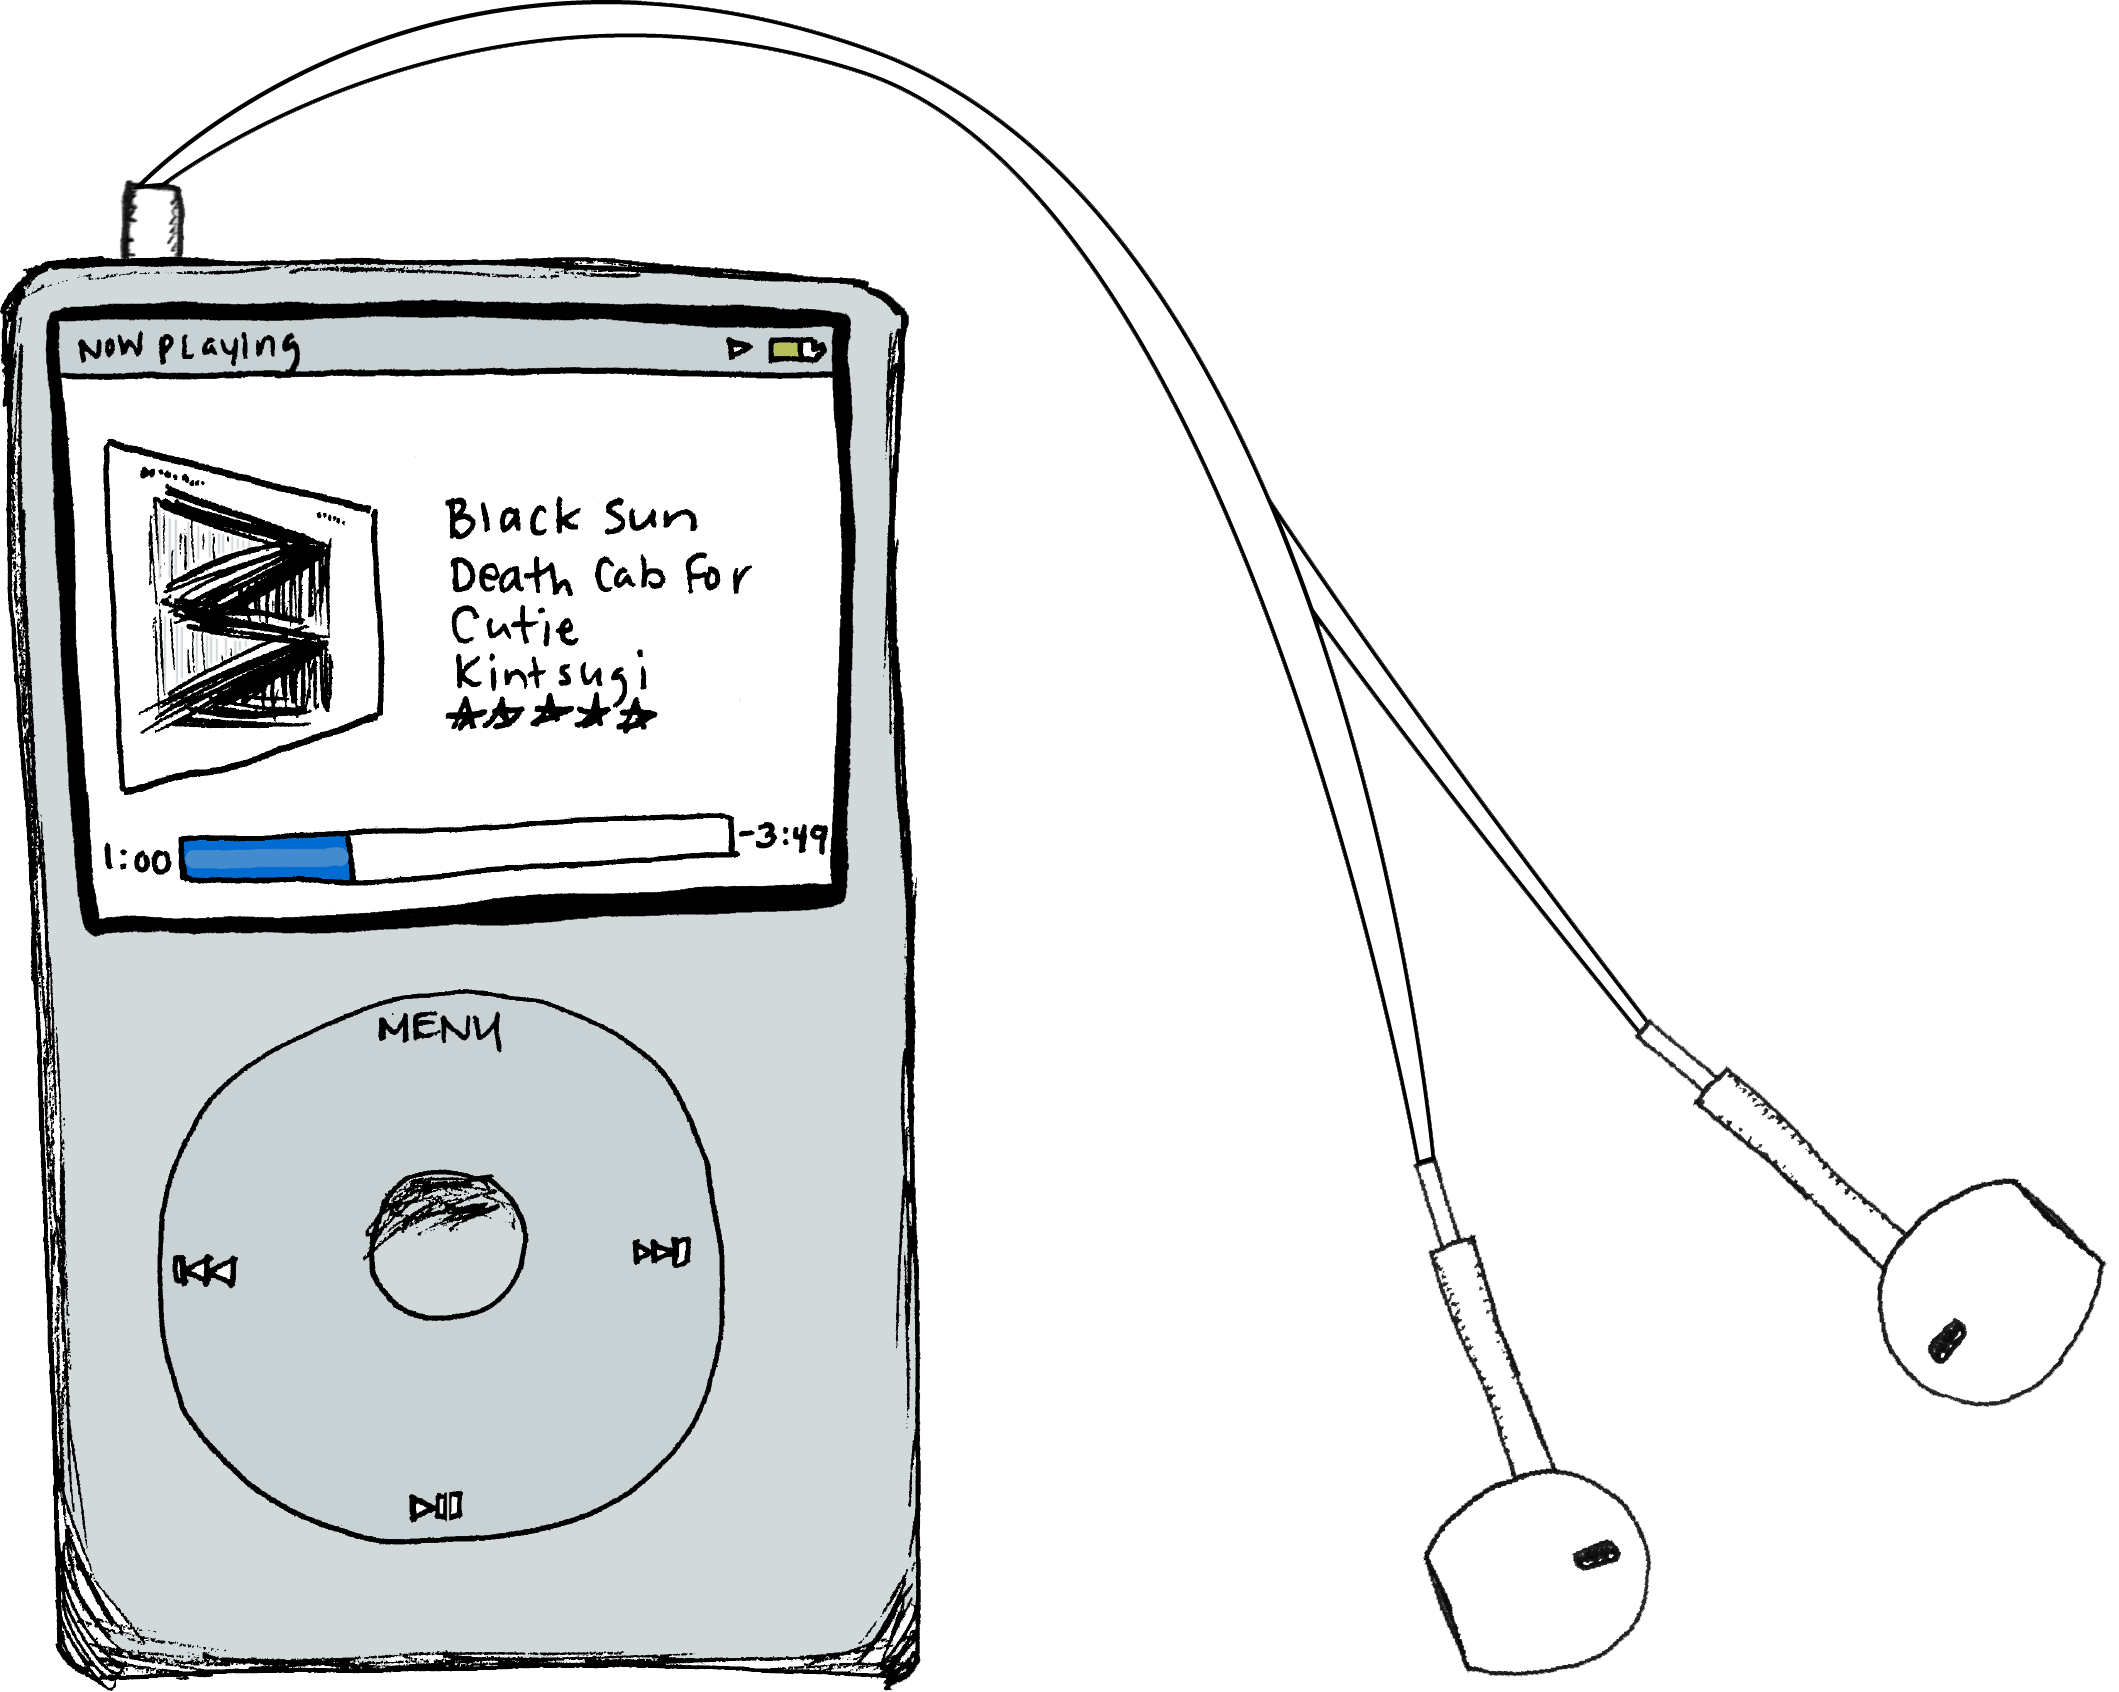 Now Playing
Black Sun
Death Cab For
Cutie
Kintsugi
1:00
-3:49
MENU